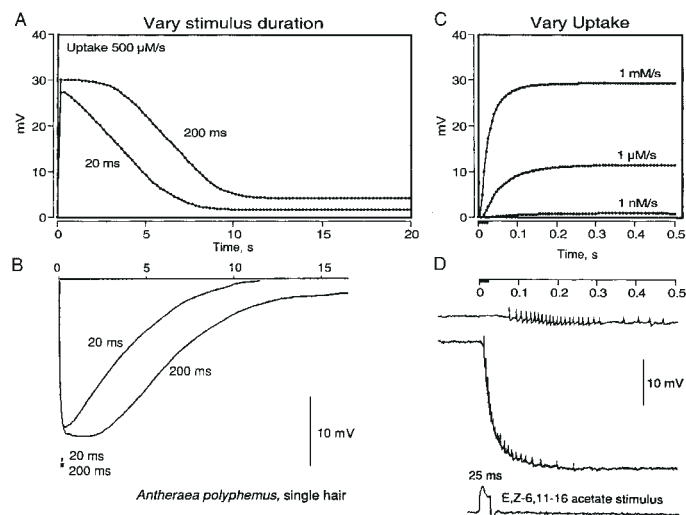 A
Vary stimulus duration
Uptake 500 µM/s
40
30
20
10
0
mV
200 ms
20 ms
0 5 10 15 20
Time, s
B
0 5 10 15
20 ms
200 ms
10 mV
20 ms
200 ms
Antheraea polyphemus, single hair
C
Vary Uptake
40
30
20
10
0
mV
1 mM/s
1 µM/s
1 nM/s
0 0.1 0.2 0.3 0.4 0.5
Time, s
D
0 0.1 0.2 0.3 0.4 0.5
10 mV
25 ms
E,Z-6,11-16 acetate stimulus